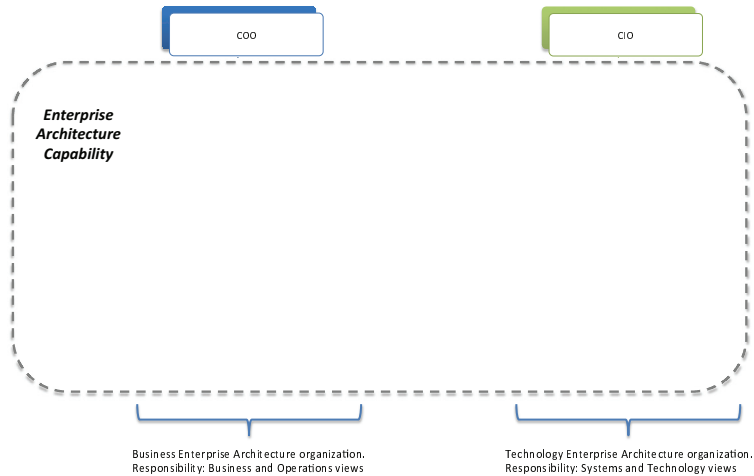 COO
CIO
Enterprise
Architecture
Capability
Business Enterprise Architecture organization.
Responsibility: Business and Operations views
Technology Enterprise Architecture organization.
Responsibility: Systems and Technology views